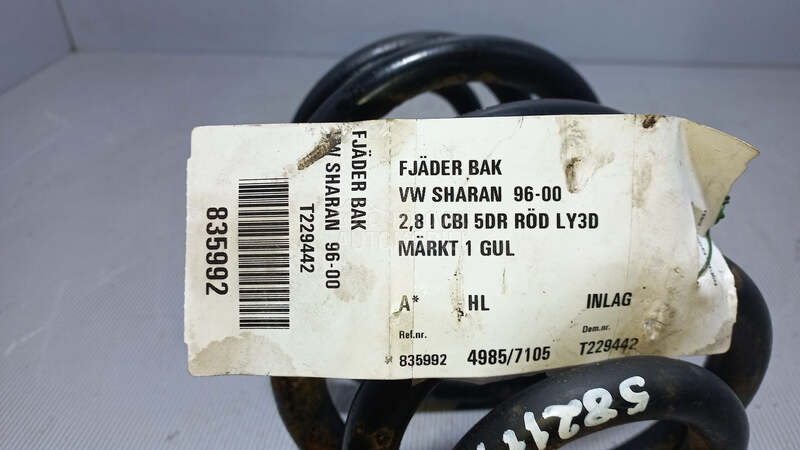 FJÄDER BAK
VW SHARAN 96-00
T229442
835992
FJÄDER BAK
VW SHARAN 96-00
2,8 I CBI 5DR RÖD LY3D
MÄRKT 1 GUL
A* HL INLAG
Ref.nr. Dem.nr.
835992 4985/7105 T229442